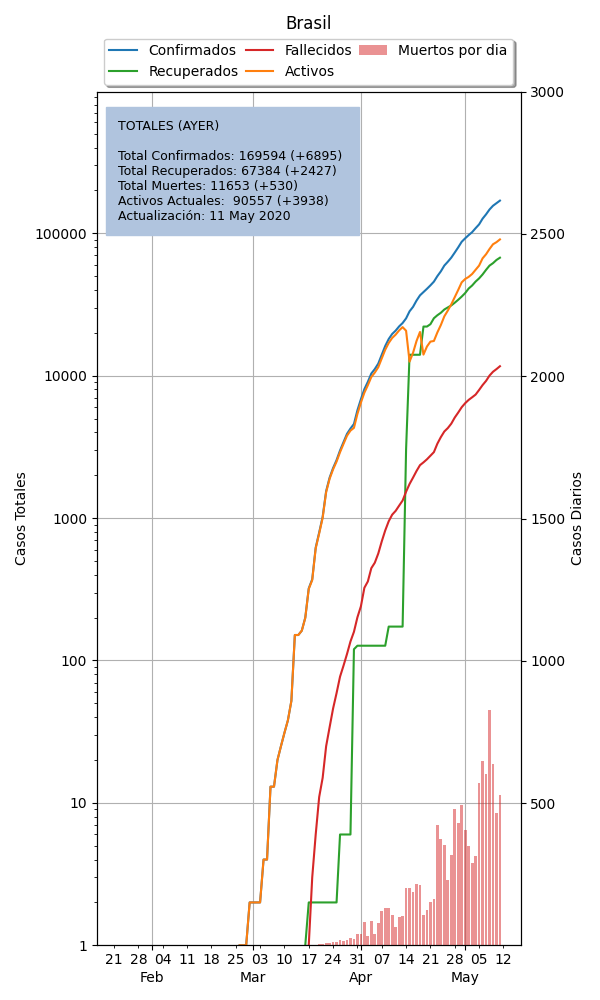 Brasil
Confirmados
Recuperados
Fallecidos
Activos
Muertos por dia
TOTALES (AYER)
Total Confirmados: 169594 (+6895)
Total Recuperados: 67384 (+2427)
Total Muertes: 11653 (+530)
Activos Actuales:  90557 (+3938)
Actualización: 11 May 2020
Casos Totales
100000
10000
1000
100
10
1
3000
2500
2000
1500
1000
500
Casos Diarios
21 28 04 11 18 25 03 10 17 24 31 07 14 21 28 05 12
Feb Mar Apr May